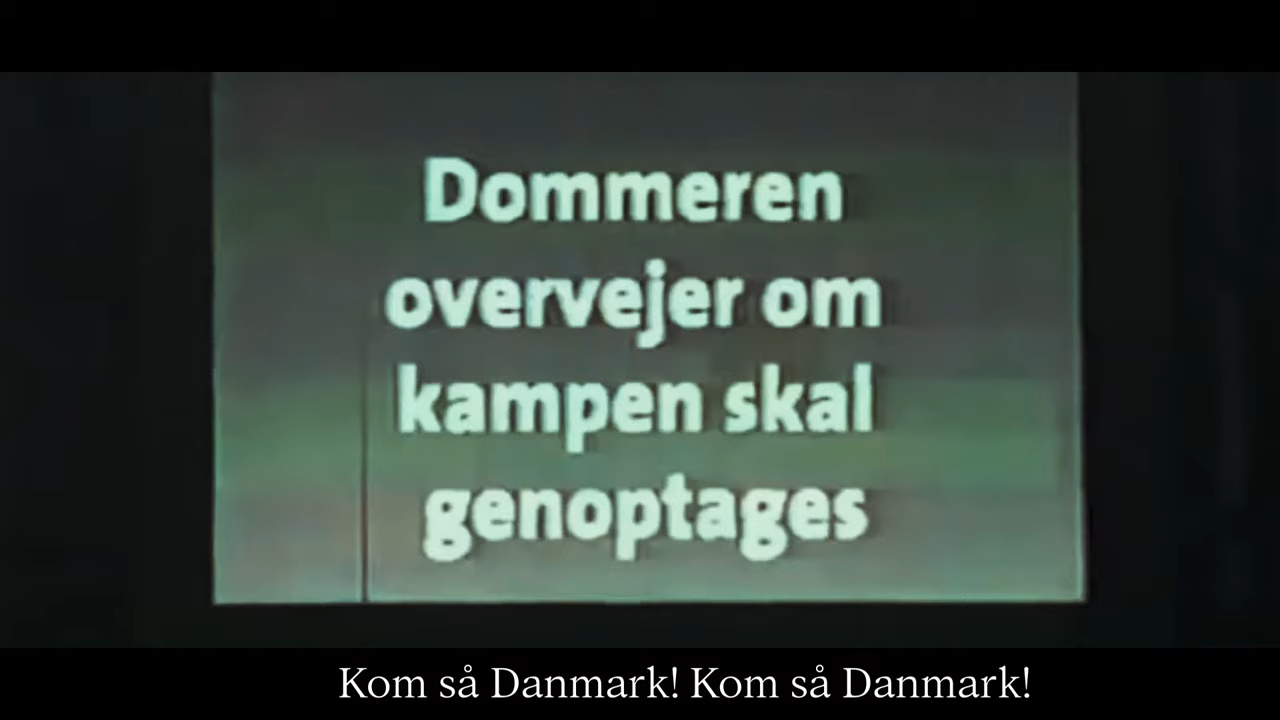 Dommeren
overvejer om
kampen skal
genoptages
Kom så Danmark! Kom så Danmark!